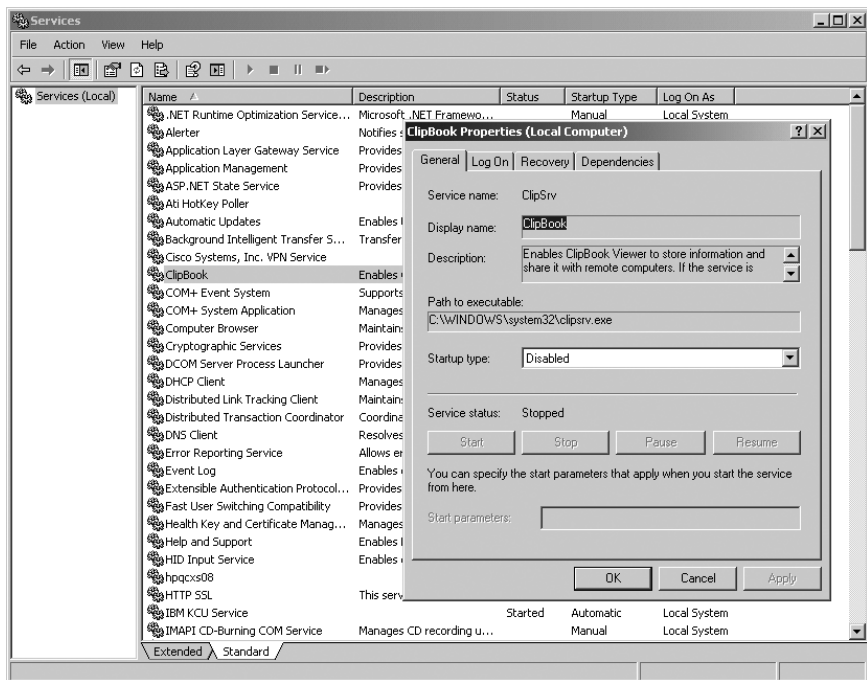 Services
File Action View Help
Services (Local)
Name Description Status Startup Type Log On As
.NET Runtime Optimization Service... Microsoft .NET Framewo... Manual Local System
Alerter Notifies
Application Layer Gateway Service Provides
Application Management Provides
ASP.NET State Service Provides
Ati HotKey Poller
Automatic Updates Enables
Background Intelligent Transfer S... Transfer
Cisco Systems, Inc. VPN Service
ClipBook Enables
COM+ Event System Supports
COM+ System Application Manages
Computer Browser Maintain
Cryptographic Services Provides
DCOM Server Process Launcher Provides
DHCP Client Manages
Distributed Link Tracking Client Maintain
Distributed Transaction Coordinator Coordina
DNS Client Resolves
Error Reporting Service Allows er
Event Log Enables
Extensible Authentication Protocol... Provides
Fast User Switching Compatibility Provides
Health Key and Certificate Manag... Manages
Help and Support Enables
HID Input Service Enables
hpqcxs08
HTTP SSL This serv
IBM KCU Service Started Automatic Local System
IMAPI CD-Burning COM Service Manages CD recording u... Manual Local System
Extended Standard
ClipBook Properties (Local Computer)
General Log On Recovery Dependencies
Service name: ClipSrv
Display name: ClipBook
Description: Enables ClipBook Viewer to store information and
share it with remote computers. If the service is
Path to executable:
C:\WINDOWS\system32\clipsrv.exe
Startup type: Disabled
Service status: Stopped
Start Stop Pause Resume
You can specify the start parameters that apply when you start the service
from here.
Start parameters:
OK Cancel Apply